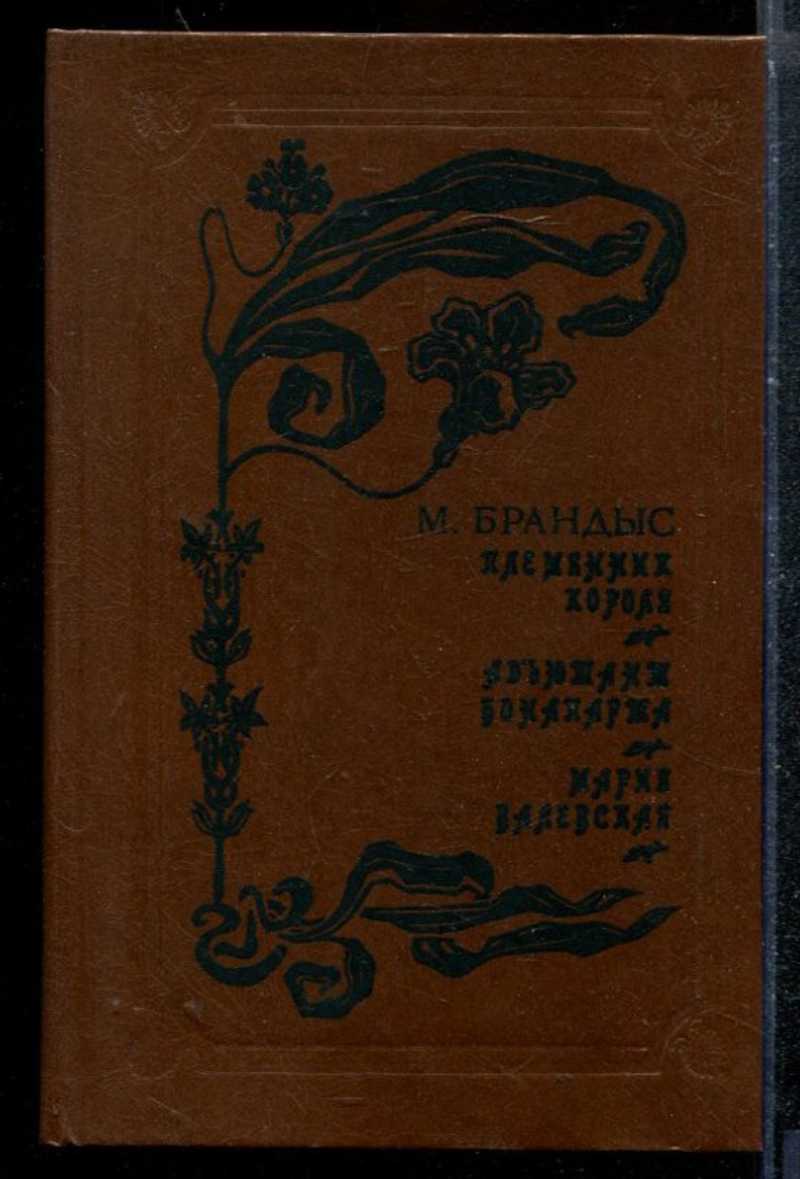 М. БРАНДЫС
ПЛЕМЯННИК
КОРОЛЯ
АДЪЮТАНТ
БОНАПАРТА
МАРИЯ
ВАЛЕВСКАЯ